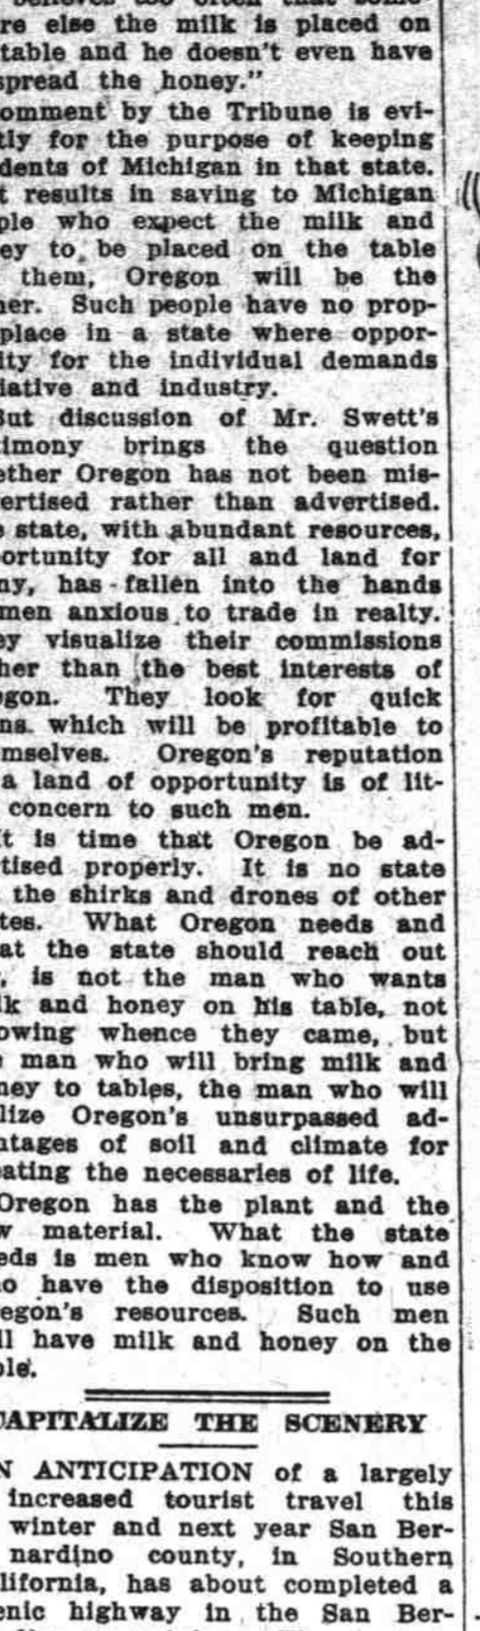 believes too often that some-
re else the milk is placed on
table and he doesn't even have
spread the honey."
omment by the Tribune is evi-
tly for the purpose of keeping
dents of Michigan in that state.
t results in saving to Michigan
ple who expect the milk and
ey to be placed on the table
them, Oregon will be the
ner. Such people have no prop-
place in a state where oppor-
ity for the individual demands
iative and industry.
But discussion of Mr. Swett's
timony brings the question
ether Oregon has not been mis-
ertised rather than advertised.
e state, with abundant resources,
portunity for all and land for
ny, has fallen into the hands
men anxious to trade in realty.
ey visualize their commissions
her than the best interests of
egon. They look for quick
ns which will be profitable to
mselves. Oregon's reputation
a land of opportunity is of lit-
concern to such men.
It is time that Oregon be ad-
tised properly. It is no state
the shirks and drones of other
tes. What Oregon needs and
at the state should reach out
, is not the man who wants
lk and honey on his table, not
owing whence they came, but
e man who will bring milk and
ney to tables, the man who will
lize Oregon's unsurpassed ad-
ntages of soil and climate for
eating the necessaries of life.
Oregon has the plant and the
w material. What the state
eds is men who know how and
o have the disposition to use
regon's resources. Such men
ll have milk and honey on the
ble.
CAPITALIZE THE SCENERY
N ANTICIPATION of a largely
increased tourist travel this
winter and next year San Ber-
nardino county, in Southern
lifornia, has about completed a
enic highway in the San Ber-